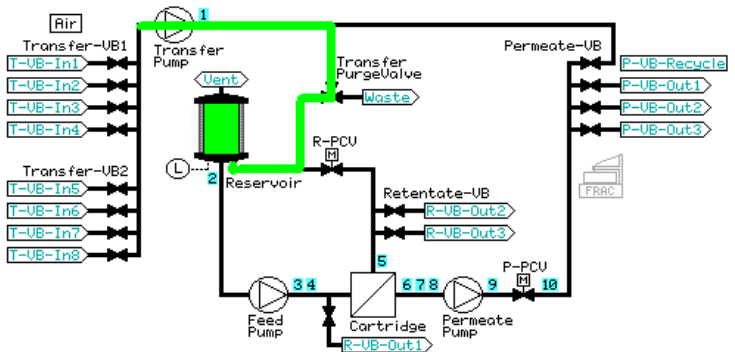 Air
1
Transfer-VB1
Transfer
Pump
Permeate-VB
T-VB-In1
T-VB-In2
T-VB-In3
T-VB-In4
Vent
Transfer
PurgeValve
Waste
P-VB-Recycle
P-VB-Out1
P-VB-Out2
P-VB-Out3
R-PCV
M
Transfer-VB2
L
2
Reservoir
FRAC
T-VB-In5
T-VB-In6
T-VB-In7
T-VB-In8
Retentate-VB
R-VB-Out2
R-VB-Out3
5
P-PCV
M
3 4
6 7 8
9
10
Feed
Pump
Cartridge
Permeate
Pump
R-VB-Out1